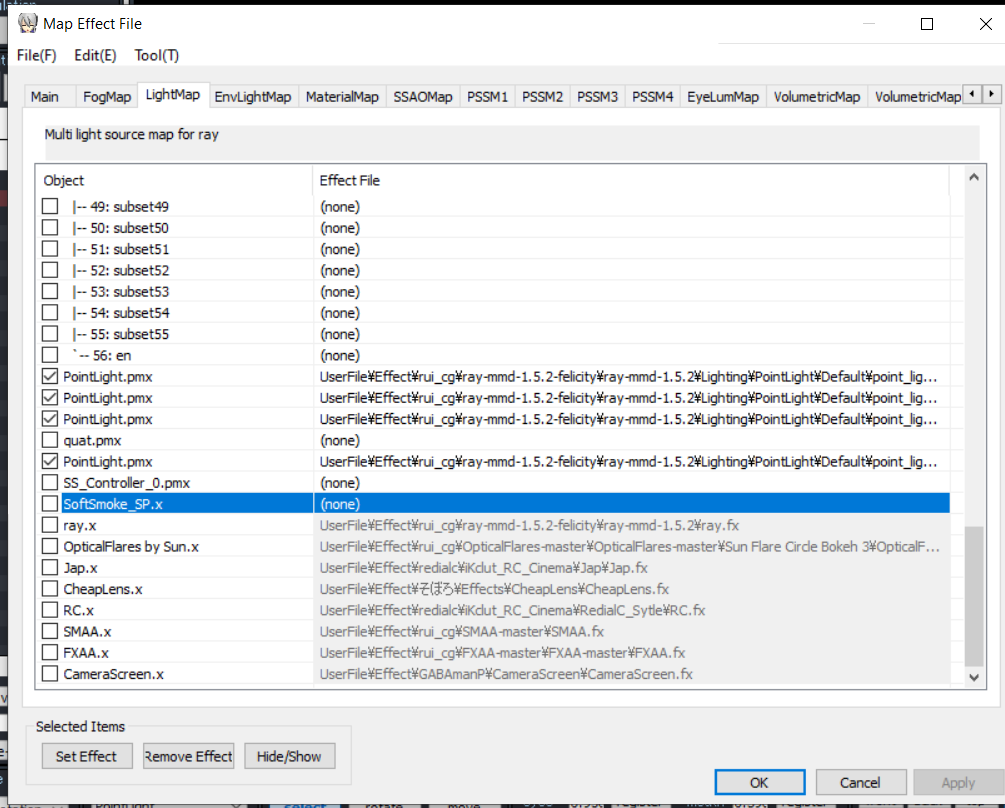 Map Effect File
File(F) Edit(E) Tool(T)
Main FogMap LightMap EnvLightMap MaterialMap SSAOMap PSSM1 PSSM2 PSSM3 PSSM4 EyeLumMap VolumetricMap VolumetricMap
Multi light source map for ray
Object Effect File
|-- 49: subset49 (none)
|-- 50: subset50 (none)
|-- 51: subset51 (none)
|-- 52: subset52 (none)
|-- 53: subset53 (none)
|-- 54: subset54 (none)
|-- 55: subset55 (none)
`-- 56: en (none)
PointLight.pmx UserFile¥Effect¥rui_cg¥ray-mmd-1.5.2-felicity¥ray-mmd-1.5.2¥Lighting¥PointLight¥Default¥point_lig...
PointLight.pmx UserFile¥Effect¥rui_cg¥ray-mmd-1.5.2-felicity¥ray-mmd-1.5.2¥Lighting¥PointLight¥Default¥point_lig...
PointLight.pmx UserFile¥Effect¥rui_cg¥ray-mmd-1.5.2-felicity¥ray-mmd-1.5.2¥Lighting¥PointLight¥Default¥point_lig...
quat.pmx (none)
PointLight.pmx UserFile¥Effect¥rui_cg¥ray-mmd-1.5.2-felicity¥ray-mmd-1.5.2¥Lighting¥PointLight¥Default¥point_lig...
SS_Controller_0.pmx (none)
SoftSmoke_SP.x (none)
ray.x UserFile¥Effect¥rui_cg¥ray-mmd-1.5.2-felicity¥ray-mmd-1.5.2¥ray.fx
OpticalFlares by Sun.x UserFile¥Effect¥rui_cg¥OpticalFlares-master¥OpticalFlares-master¥Sun Flare Circle Bokeh 3¥OpticalF...
Jap.x UserFile¥Effect¥redialc¥iKclut_RC_Cinema¥Jap¥Jap.fx
CheapLens.x UserFile¥Effect¥そぼろ¥Effects¥CheapLens¥CheapLens.fx
RC.x UserFile¥Effect¥redialc¥iKclut_RC_Cinema¥RedialC_Sytle¥RC.fx
SMAA.x UserFile¥Effect¥rui_cg¥SMAA-master¥SMAA.fx
FXAA.x UserFile¥Effect¥rui_cg¥FXAA-master¥FXAA-master¥FXAA.fx
CameraScreen.x UserFile¥Effect¥GABAmanP¥CameraScreen¥CameraScreen.fx
Selected Items
Set Effect Remove Effect Hide/Show
OK Cancel Apply